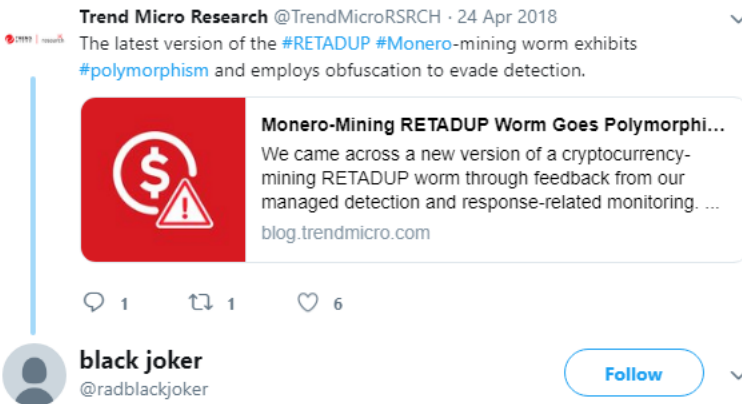 Trend Micro Research @TrendMicroRSRCH · 24 Apr 2018
The latest version of the #RETADUP #Monero-mining worm exhibits
#polymorphism and employs obfuscation to evade detection.
Monero-Mining RETADUP Worm Goes Polymorphi...
We came across a new version of a cryptocurrency-
mining RETADUP worm through feedback from our
managed detection and response-related monitoring. ...
blog.trendmicro.com
1 1 6
black joker
Follow
@radblackjoker